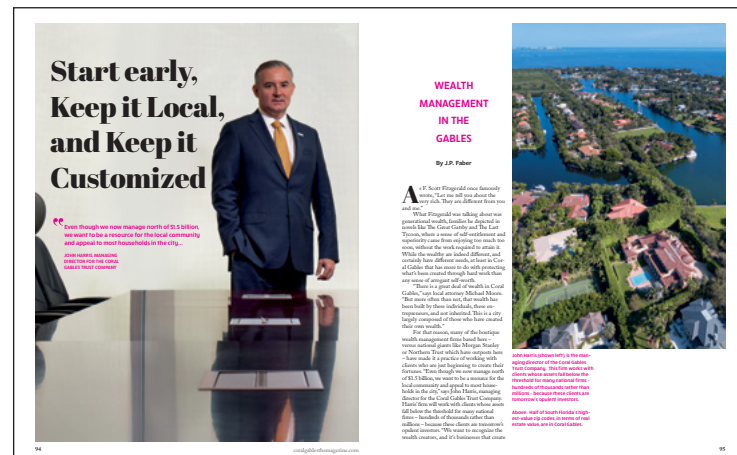 Start early,
Keep it Local,
and Keep it
Customized
“Even though we now manage north of $1.5 billion,
we want to be a resource for the local community
and appeal to most households in the city...
JOHN HARRIS, MANAGING
DIRECTOR FOR THE CORAL
GABLES TRUST COMPANY
94
coralgablesthemagazine.com
WEALTH
MANAGEMENT
IN THE
GABLES
By J.P. Faber
As F. Scott Fitzgerald once famously
wrote, “Let me tell you about the
very rich. They are different from you
and me.”
What Fitzgerald was talking about was
generational wealth, families he depicted in
novels like The Great Gatsby and The Last
Tycoon, where a sense of self-entitlement and
superiority came from enjoying too much too
soon, without the work required to attain it.
While the wealthy are indeed different, and
certainly have different needs, at least in Cor-
al Gables that has more to do with protecting
what’s been created through hard work than
any sense of arrogant self-worth.
“There is a great deal of wealth in Coral
Gables,” says local attorney Michael Moore.
“But more often than not, that wealth has
been built by these individuals, these en-
trepreneurs, and not inherited. This is a city
largely composed of those who have created
their own wealth.”
For that reason, many of the boutique
wealth management firms based here –
versus national giants like Morgan Stanley
or Northern Trust which have outposts here
– have made it a practice of working with
clients who are just beginning to create their
fortunes. “Even though we now manage north
of $1.5 billion, we want to be a resource for the
local community and appeal to most house-
holds in the city,” says John Harris, managing
director for the Coral Gables Trust Company.
Harris’ firm will work with clients whose assets
fall below the threshold for many national
firms – hundreds of thousands rather than
millions – because these clients are tomorrow’s
opulent investors. “We want to recognize the
wealth creators, and it’s businesses that create
John Harris (shown left), is the man-
aging director of the Coral Gables
Trust Company. This firm works with
clients whose assets fall below the
threshold for many national firms –
hundreds of thousands rather than
millions – because these clients are
tomorrow’s opulent investors.
above: Half of South Florida’s high-
est-value zip codes, in terms of real
estate value are in Coral Gables.
95